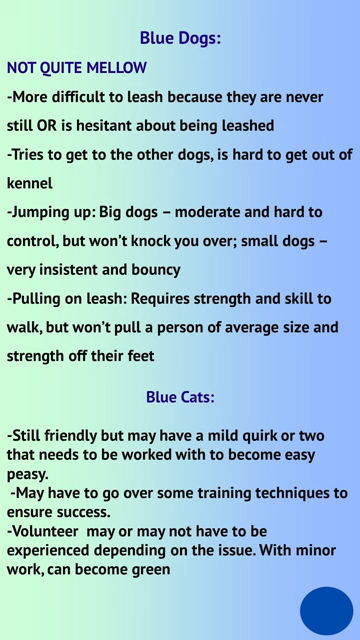 Blue Dogs:
NOT QUITE MELLOW
-More difficult to leash because they are never
still OR is hesitant about being leashed
-Tries to get to the other dogs, is hard to get out of
kennel
-Jumping up: Big dogs – moderate and hard to
control, but won't knock you over; small dogs –
very insistent and bouncy
-Pulling on leash: Requires strength and skill to
walk, but won't pull a person of average size and
strength off their feet
Blue Cats:
-Still friendly but may have a mild quirk or two
that needs to be worked with to become easy
peasy.
-May have to go over some training techniques to
ensure success.
-Volunteer  may or may not have to be
experienced depending on the issue. With minor
work, can become green